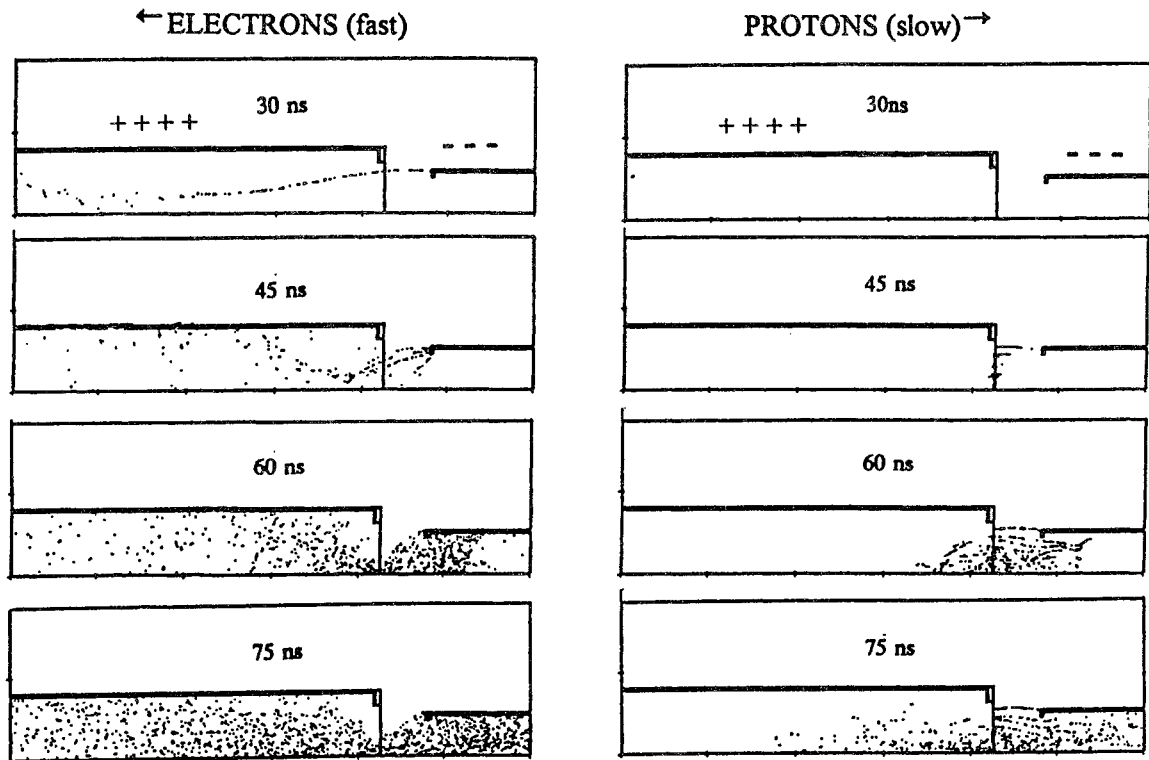 ← ELECTRONS (fast)
PROTONS (slow) →
30 ns
+ + + +
- - -
30ns
+ + + +
- - -
45 ns
45 ns
60 ns
60 ns
75 ns
75 ns